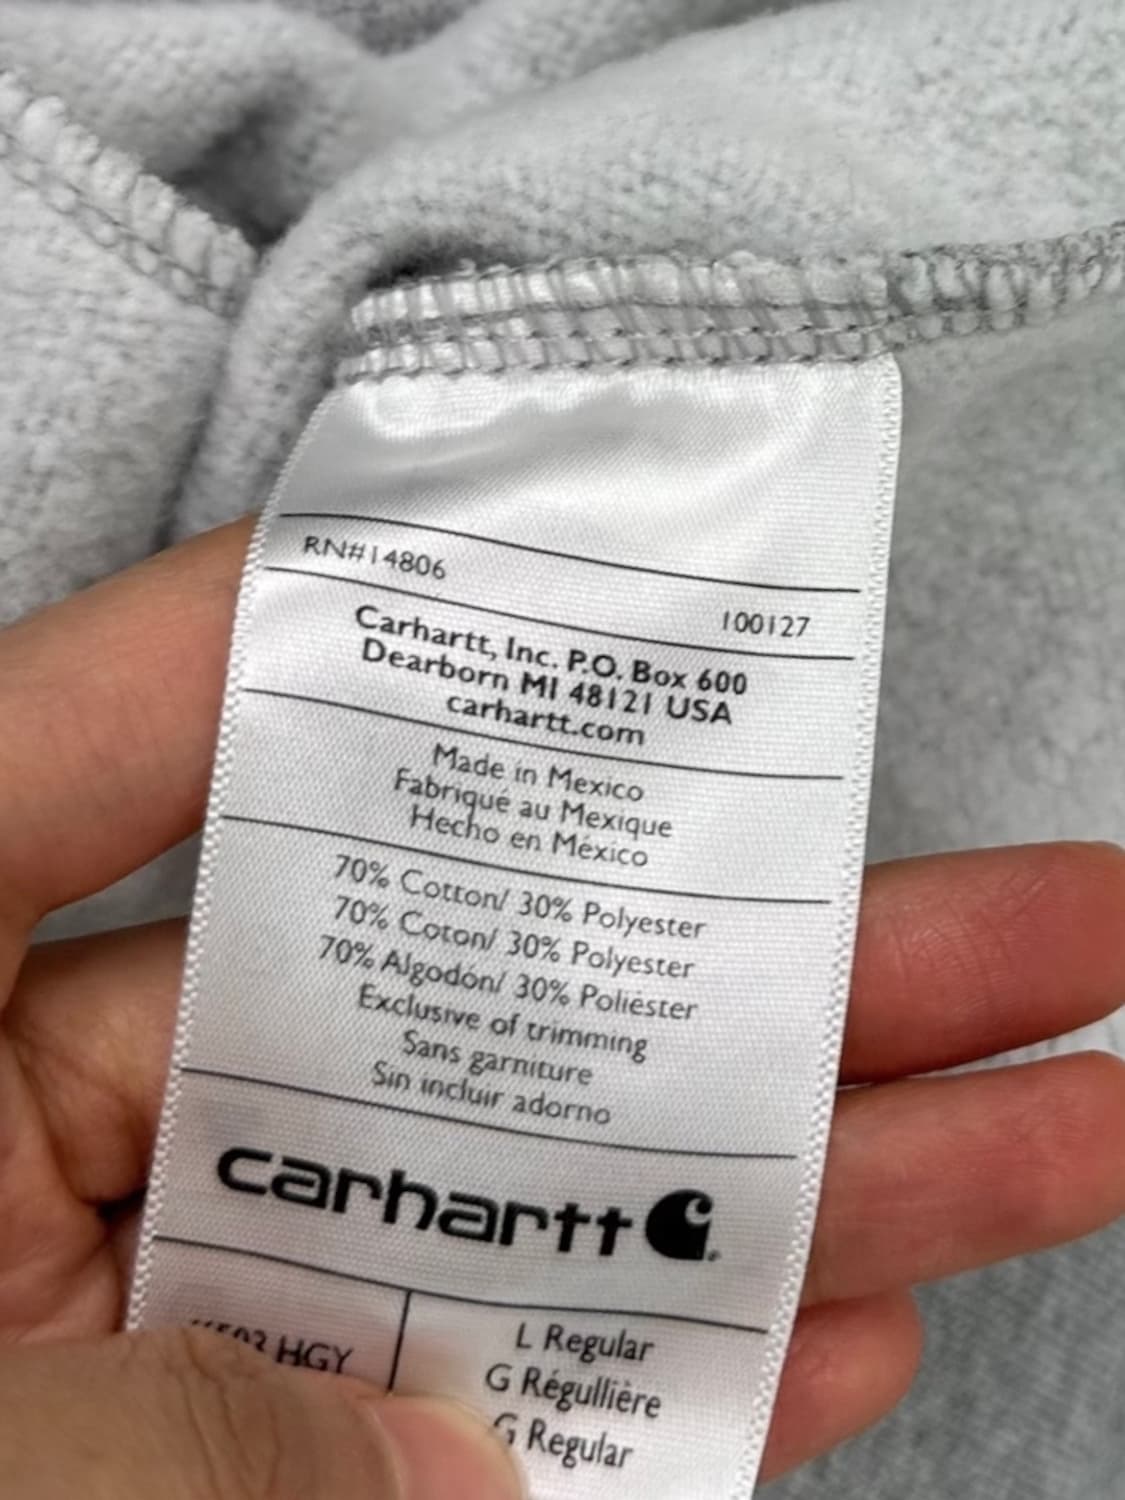 RN#14806
100127
Carhartt, Inc. P.O. Box 600
Dearborn MI 48121 USA
carhartt.com
Made in Mexico
Fabriqué au Mexique
Hecho en México
70% Cotton/ 30% Polyester
70% Coton/ 30% Polyester
70% Algodón/ 30% Poliéster
Exclusive of trimming
Sans garniture
Sin incluir adorno
carhartt
HGY
L Regular
G Régullière
G Regular